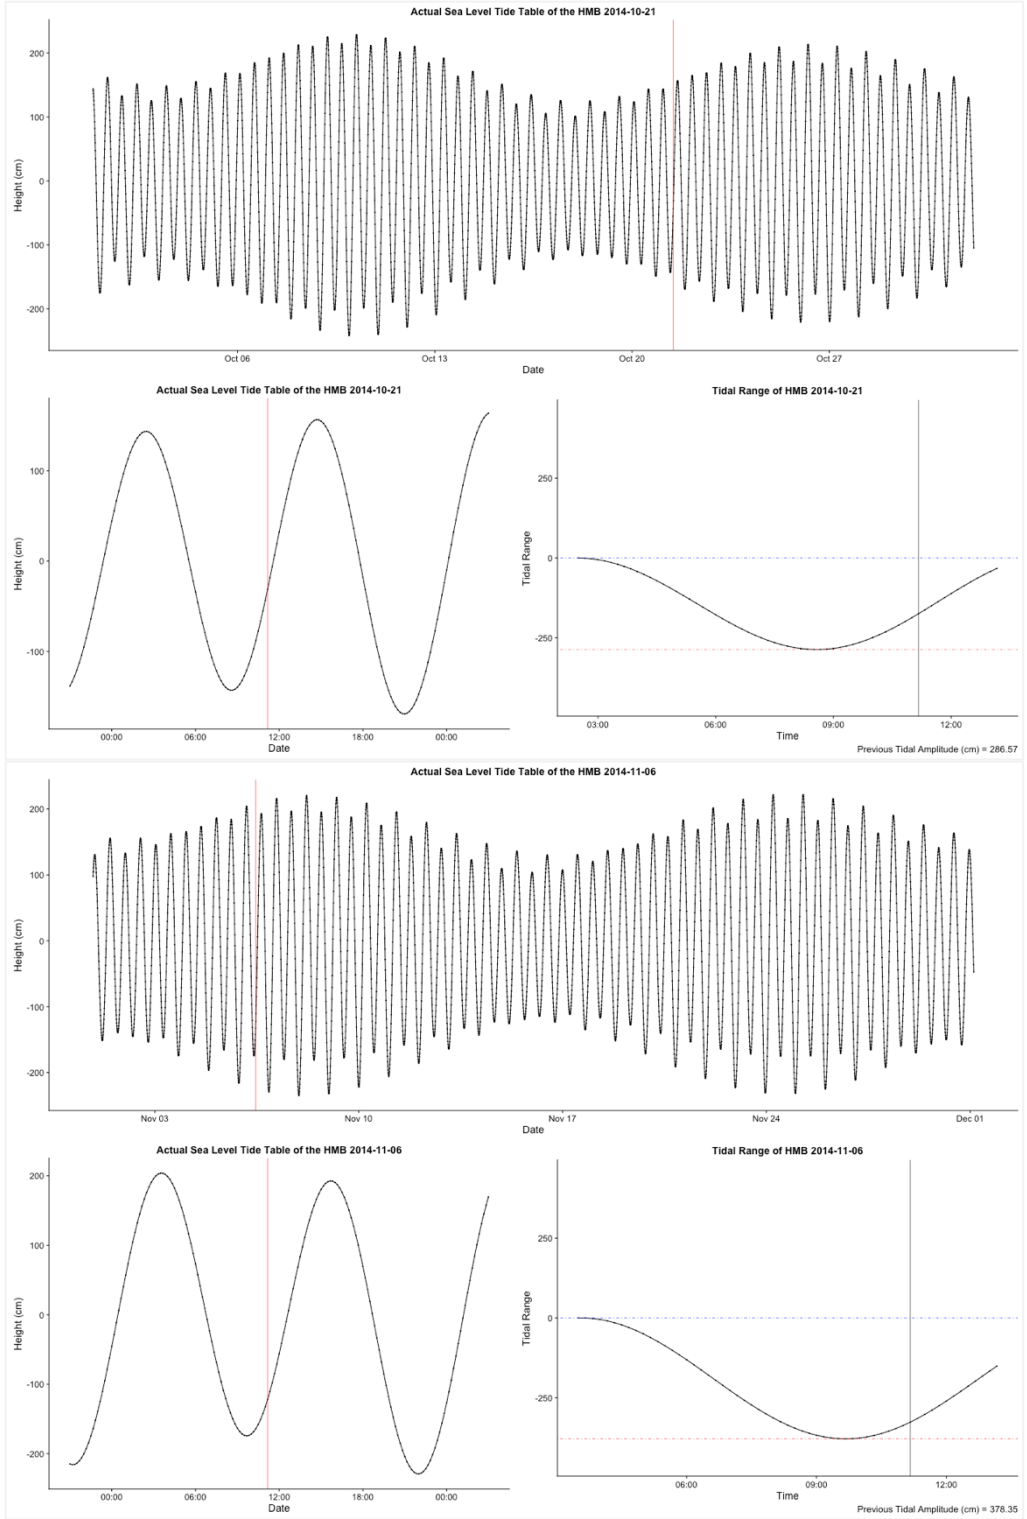 Actual Sea Level Tide Table of the HMB 2014-10-21
200
100
0
-100
-200
Height (cm)
Oct 06 Oct 13 Oct 20 Oct 27
Date
Actual Sea Level Tide Table of the HMB 2014-10-21
100
0
-100
Height (cm)
00:00 06:00 12:00 18:00 00:00
Date
Tidal Range of HMB 2014-10-21
250
0
-250
Tidal Range
03:00 06:00 09:00 12:00
Time
Previous Tidal Amplitude (cm) = 286.57
Actual Sea Level Tide Table of the HMB 2014-11-06
200
100
0
-100
-200
Height (cm)
Nov 03 Nov 10 Nov 17 Nov 24 Dec 01
Date
Actual Sea Level Tide Table of the HMB 2014-11-06
200
100
0
-100
-200
Height (cm)
00:00 06:00 12:00 18:00 00:00
Date
Tidal Range of HMB 2014-11-06
250
0
-250
Tidal Range
06:00 09:00 12:00
Time
Previous Tidal Amplitude (cm) = 378.35